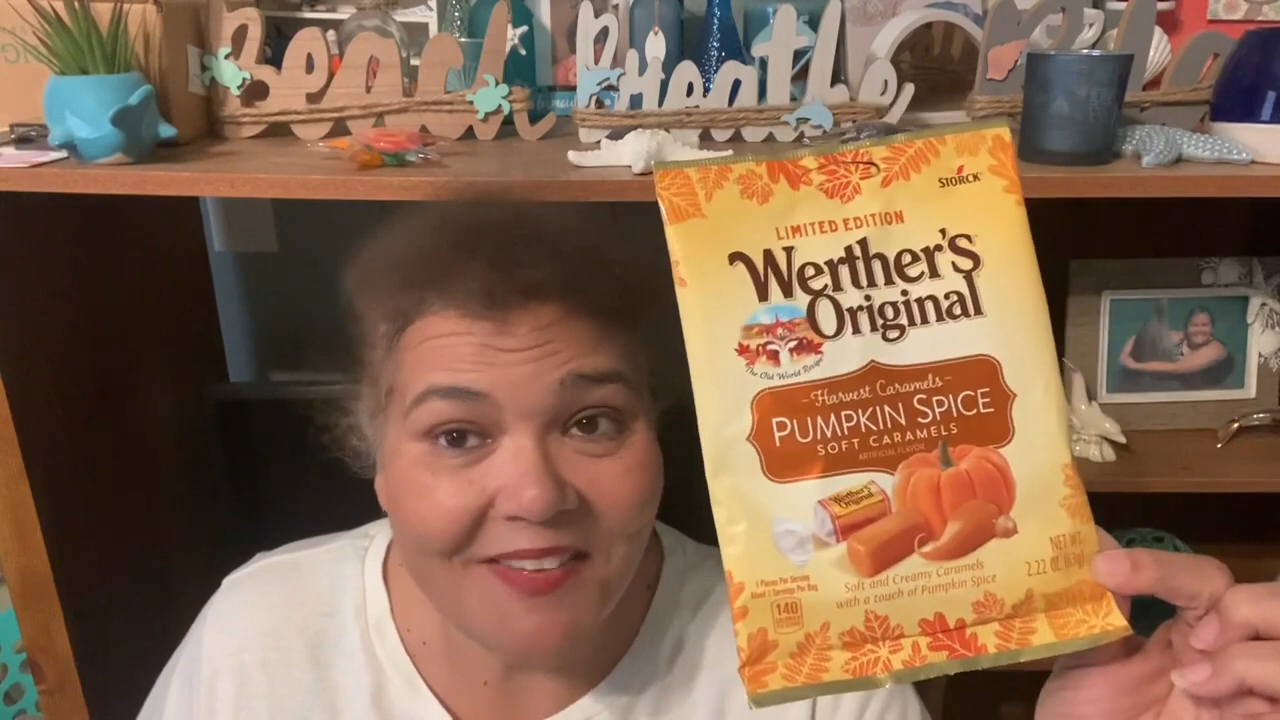 Beach
Breathe
STORCK
LIMITED EDITION
Werther's
Original
The Old World Recipe
Harvest Caramels
PUMPKIN SPICE
SOFT CARAMELS
ARTIFICIAL FLAVOR
Werther's
Original
NET WT.
2.22 OZ. (63g)
Soft and Creamy Caramels
with a touch of Pumpkin Spice
140